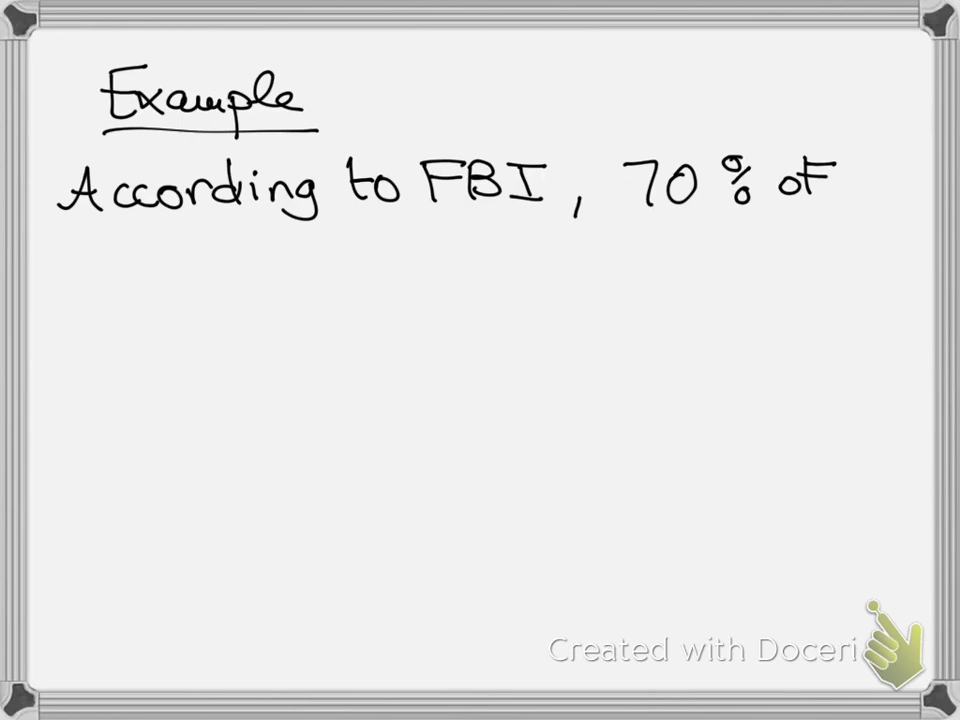 Example
According to FBI, 70% of
Created with Doceri